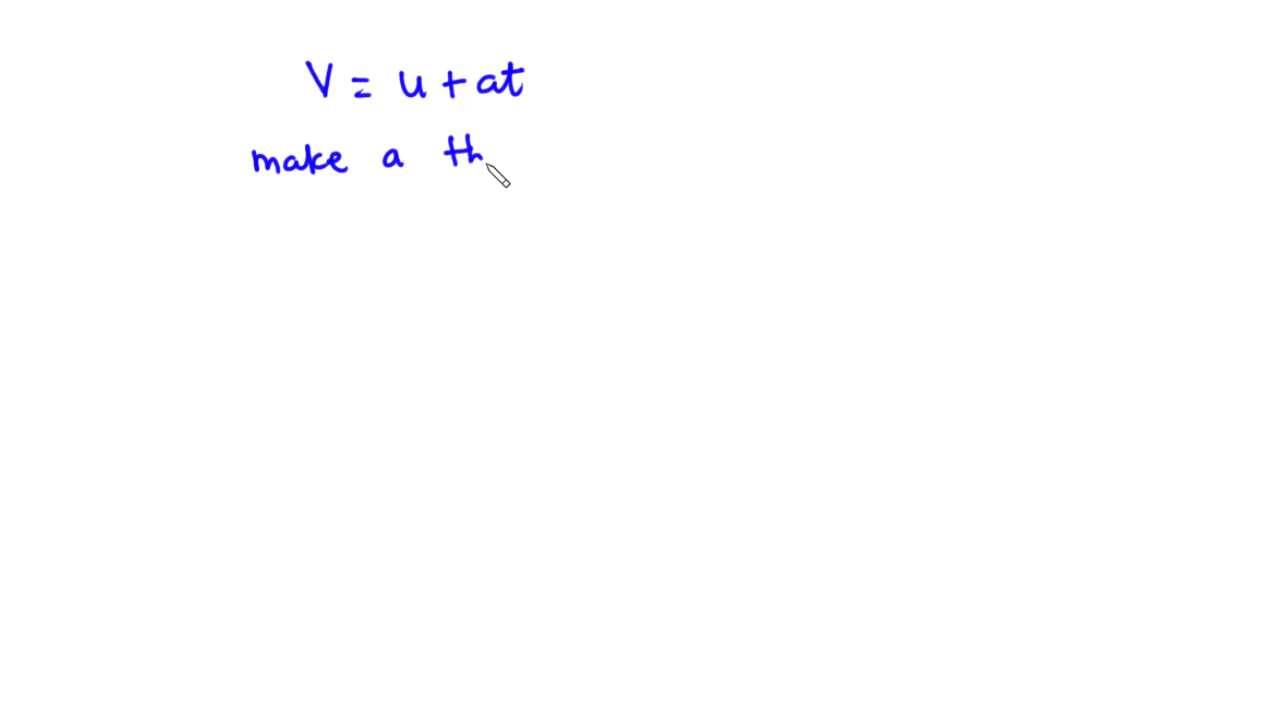 V = u + at
make a th